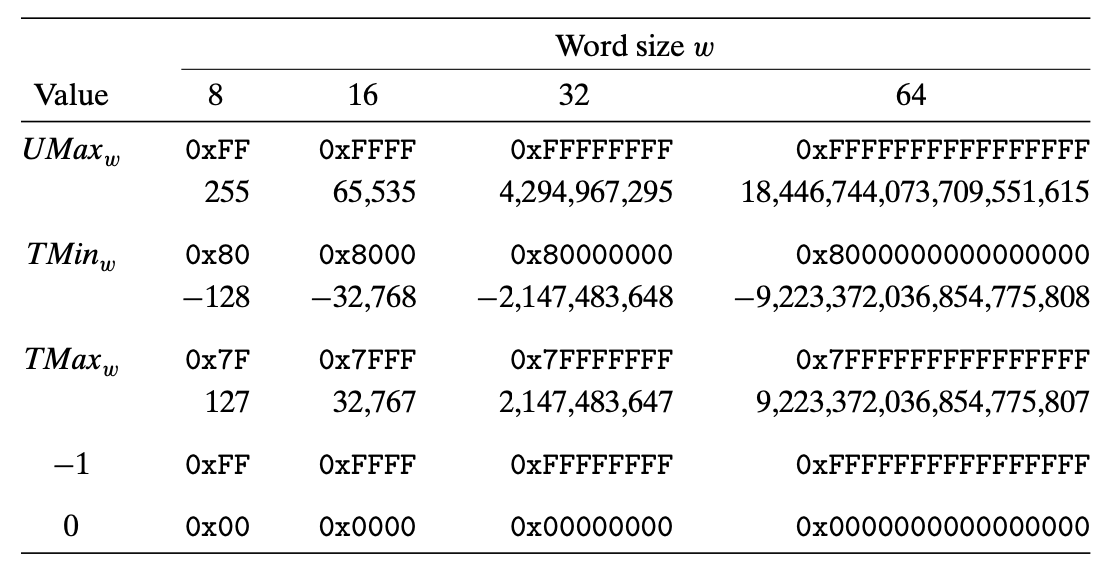 Word size w
Value 8 16 32 64
UMaxw 0xFF 0xFFFF 0xFFFFFFFF 0xFFFFFFFFFFFFFFFF
255 65,535 4,294,967,295 18,446,744,073,709,551,615
TMinw 0x80 0x8000 0x80000000 0x8000000000000000
−128 −32,768 −2,147,483,648 −9,223,372,036,854,775,808
TMaxw 0x7F 0x7FFF 0x7FFFFFFF 0x7FFFFFFFFFFFFFFF
127 32,767 2,147,483,647 9,223,372,036,854,775,807
−1 0xFF 0xFFFF 0xFFFFFFFF 0xFFFFFFFFFFFFFFFF
0 0x00 0x0000 0x00000000 0x0000000000000000